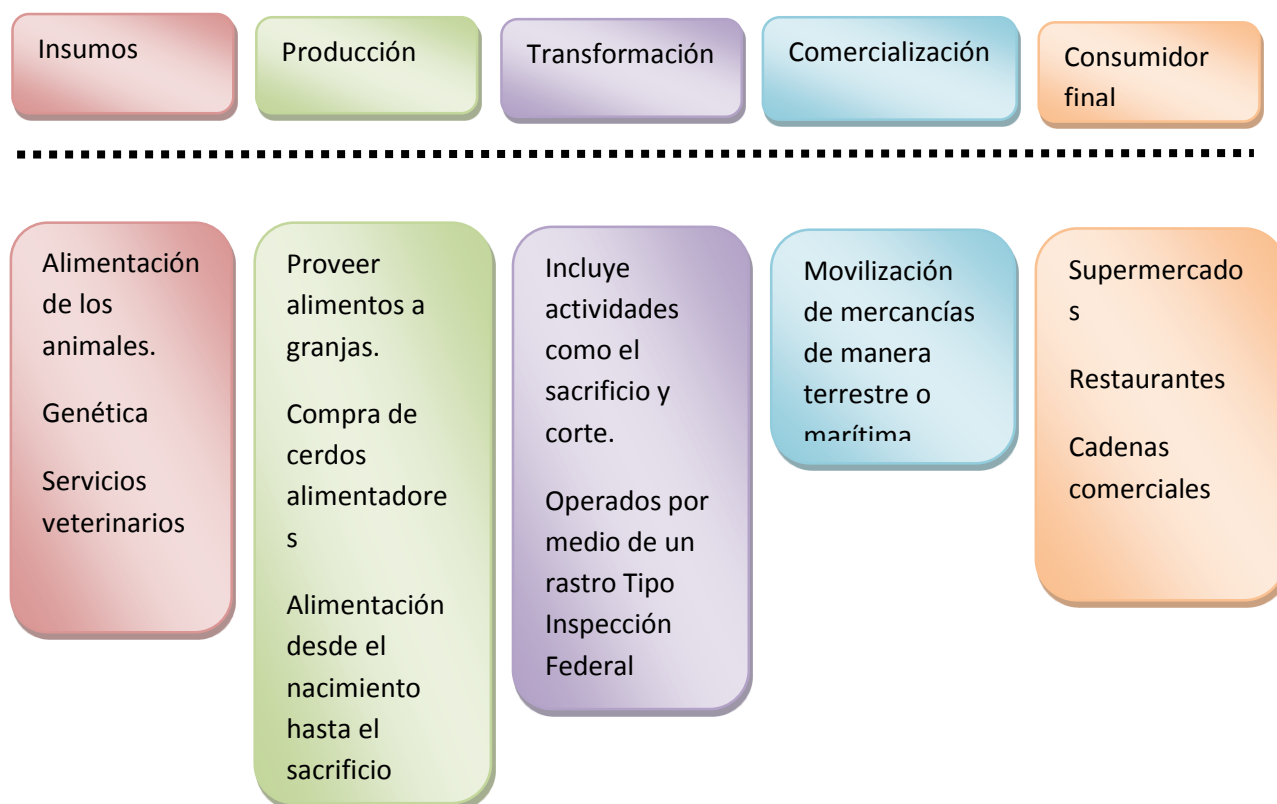 Insumos
Producción
Transformación
Comercialización
Consumidor
final
Alimentación
de los
animales.
Genética
Servicios
veterinarios
Proveer
alimentos a
granjas.
Compra de
cerdos
alimentadore
s
Alimentación
desde el
nacimiento
hasta el
sacrificio
Incluye
actividades
como el
sacrificio y
corte.
Operados por
medio de un
rastro Tipo
Inspección
Federal
Movilización
de mercancías
de manera
terrestre o
marítima
Supermercado
s
Restaurantes
Cadenas
comerciales